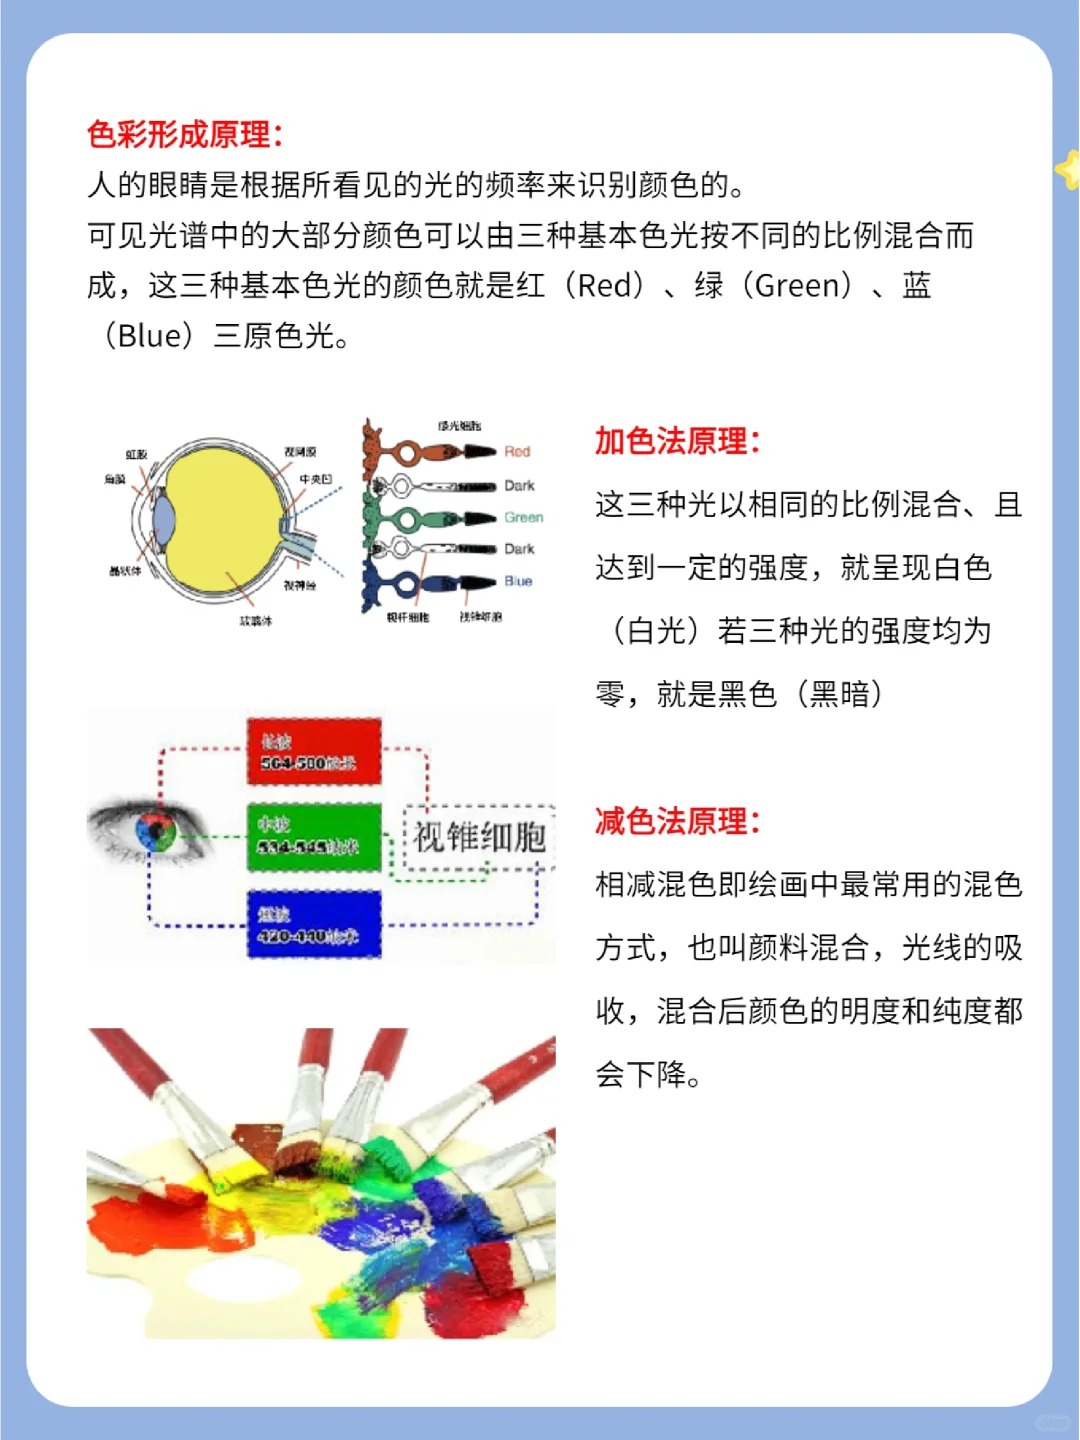 色彩形成原理：
人的眼睛是根据所看见的光的频率来识别颜色的。
可见光谱中的大部分颜色可以由三种基本色光按不同的比例混合而
成，这三种基本色光的颜色就是红（Red）、绿（Green）、蓝
（Blue）三原色光。
虹膜
角膜
晶状体
视网膜
中央凹
视神经
玻璃体
感光细胞
Red
Dark
Green
Dark
Blue
视杆细胞
视锥细胞
加色法原理：
这三种光以相同的比例混合、且
达到一定的强度，就呈现白色
（白光）若三种光的强度均为
零，就是黑色（黑暗）
长波
564-580纳米
中波
534-545纳米
短波
420-440纳米
视锥细胞
减色法原理：
相减混色即绘画中最常用的混色
方式，也叫颜料混合，光线的吸
收，混合后颜色的明度和纯度都
会下降。